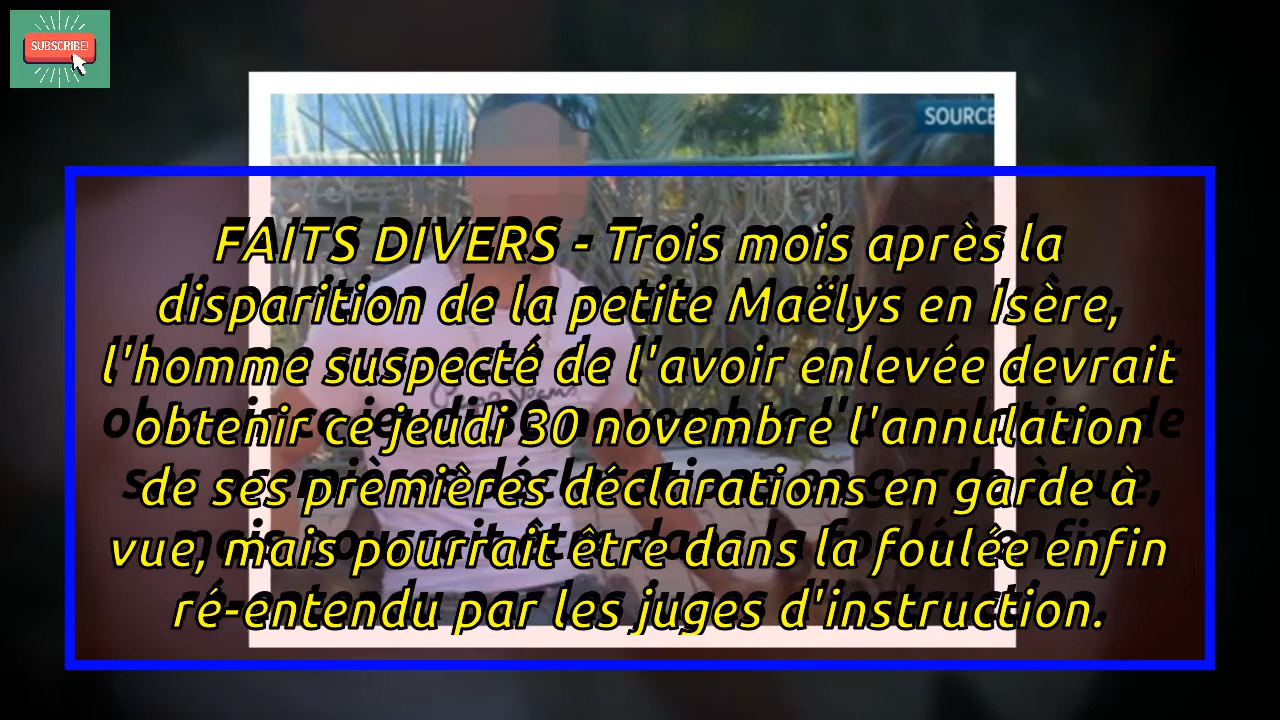 SUBSCRIBE!
SOURCE
FAITS DIVERS - Trois mois après la
disparition de la petite Maëlys en Isère,
l'homme suspecté de l'avoir enlevée devrait
obtenir ce jeudi 30 novembre l'annulation
de ses premières déclarations en garde à
vue, mais pourrait être dans la foulée enfin
ré-entendu par les juges d'instruction.